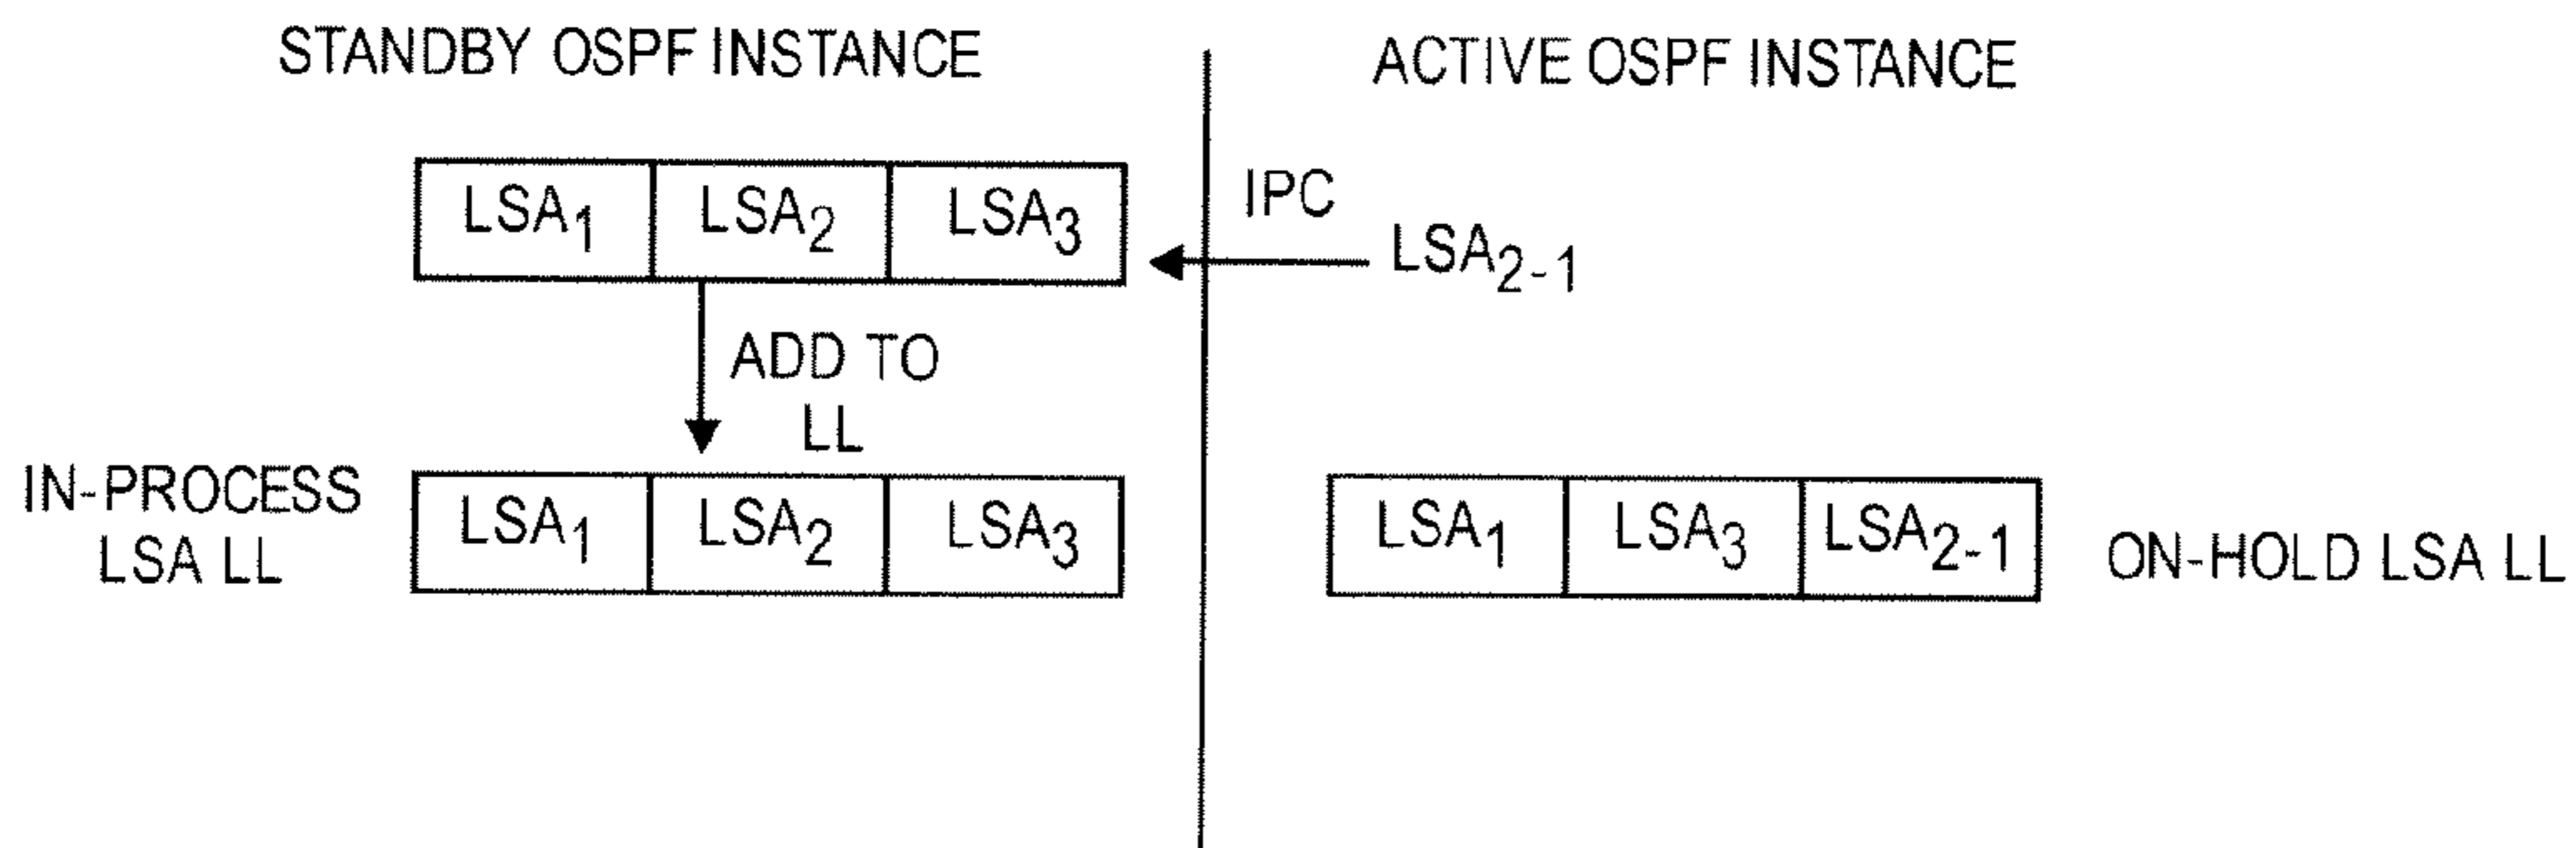 STANDBY OSPF INSTANCE
ACTIVE OSPF INSTANCE
LSA1 LSA2 LSA3
IPC
LSA2-1
ADD TO
LL
IN-PROCESS
LSA LL
LSA1 LSA2 LSA3
LSA1 LSA3 LSA2-1
ON-HOLD LSA LL